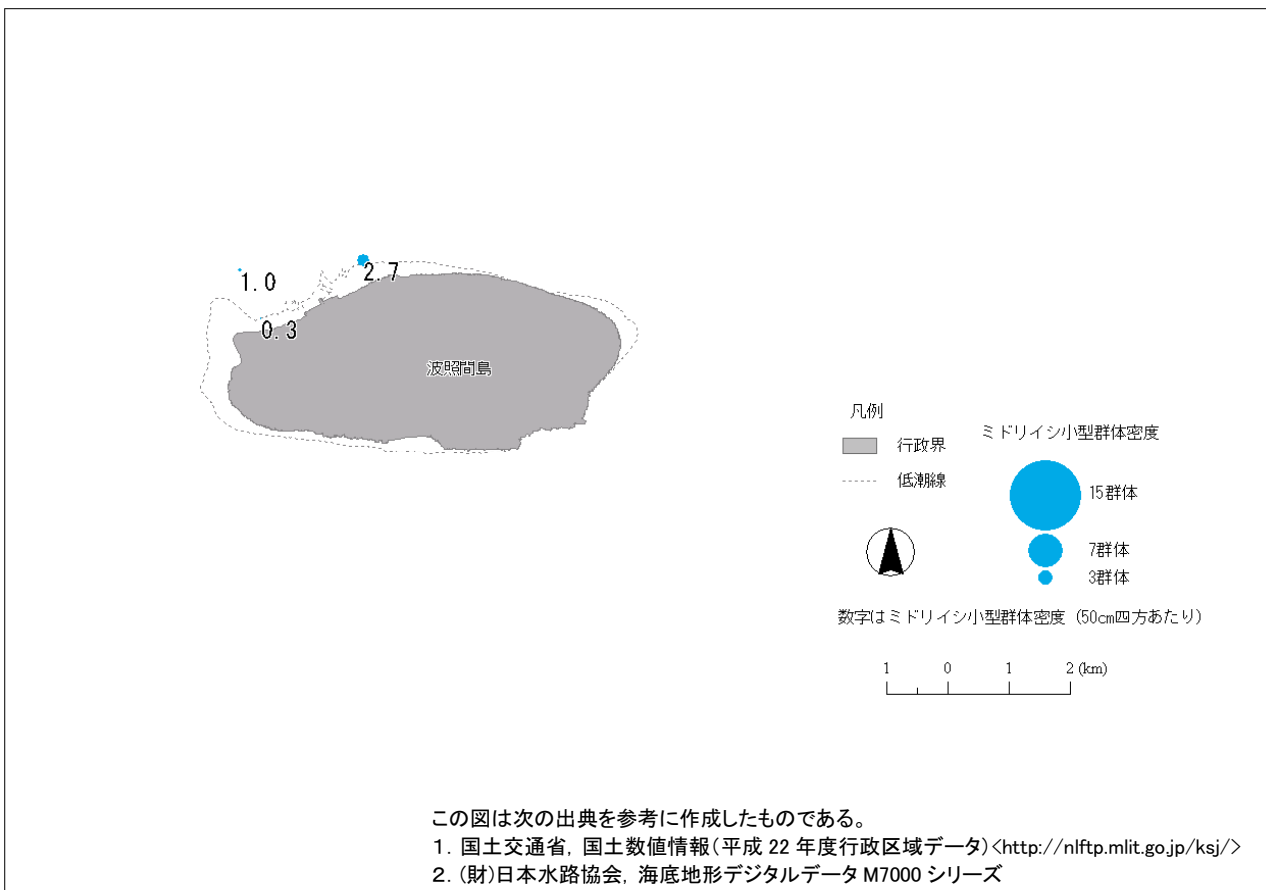 1.0
2.7
0.3
波照間島
凡例
行政界
低潮線
ミドリイシ小型群体密度
15群体
7群体
3群体
数字はミドリイシ小型群体密度 (50cm四方あたり)
1 0 1 2 (km)
この図は次の出典を参考に作成したものである。
1. 国土交通省, 国土数値情報(平成 22 年度行政区域データ)<http://nlftp.mlit.go.jp/ksj/>
2. (財)日本水路協会, 海底地形デジタルデータ M7000 シリーズ